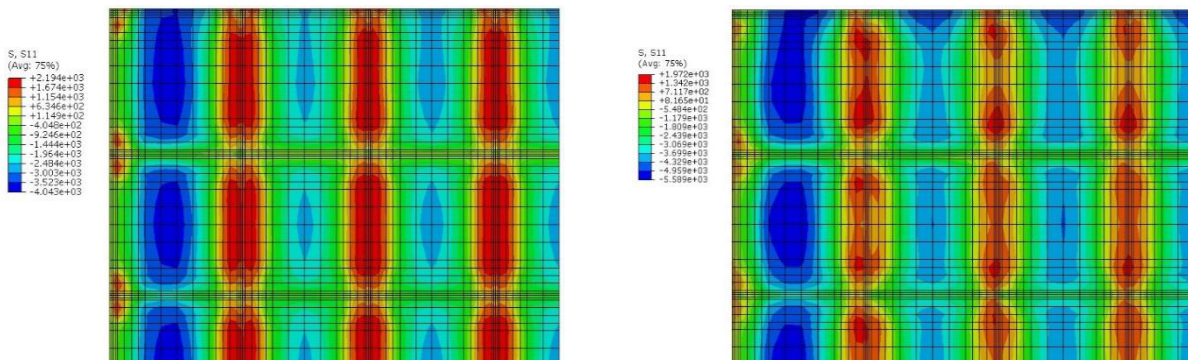 S, S11
(Avg: 75%)
+2.194e+03
+1.674e+03
+1.154e+03
+6.346e+02
+1.149e+02
-4.048e+02
-9.246e+02
-1.444e+03
-1.964e+03
-2.484e+03
-3.003e+03
-3.523e+03
-4.043e+03
S, S11
(Avg: 75%)
+1.972e+03
+1.342e+03
+7.117e+02
+8.165e+01
-5.484e+02
-1.179e+03
-1.809e+03
-2.439e+03
-3.069e+03
-3.699e+03
-4.329e+03
-4.959e+03
-5.589e+03